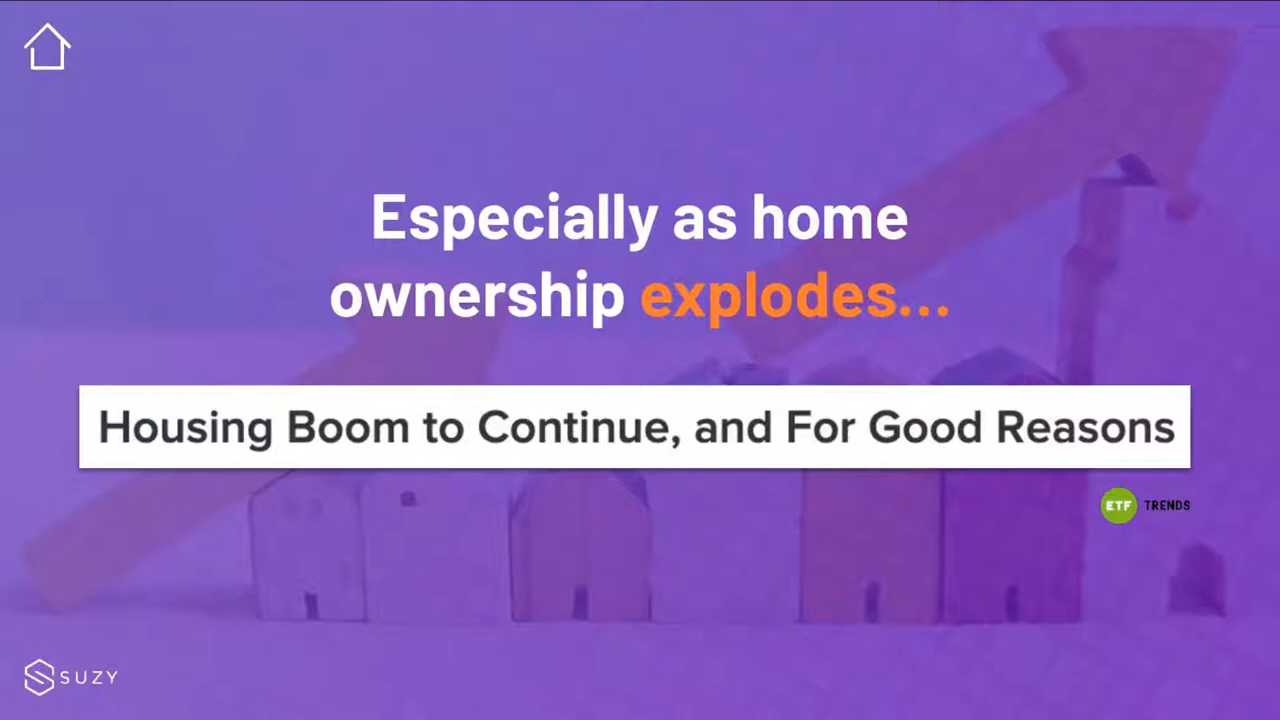 Especially as home
ownership explodes...
Housing Boom to Continue, and For Good Reasons
ETF TRENDS
SUZY